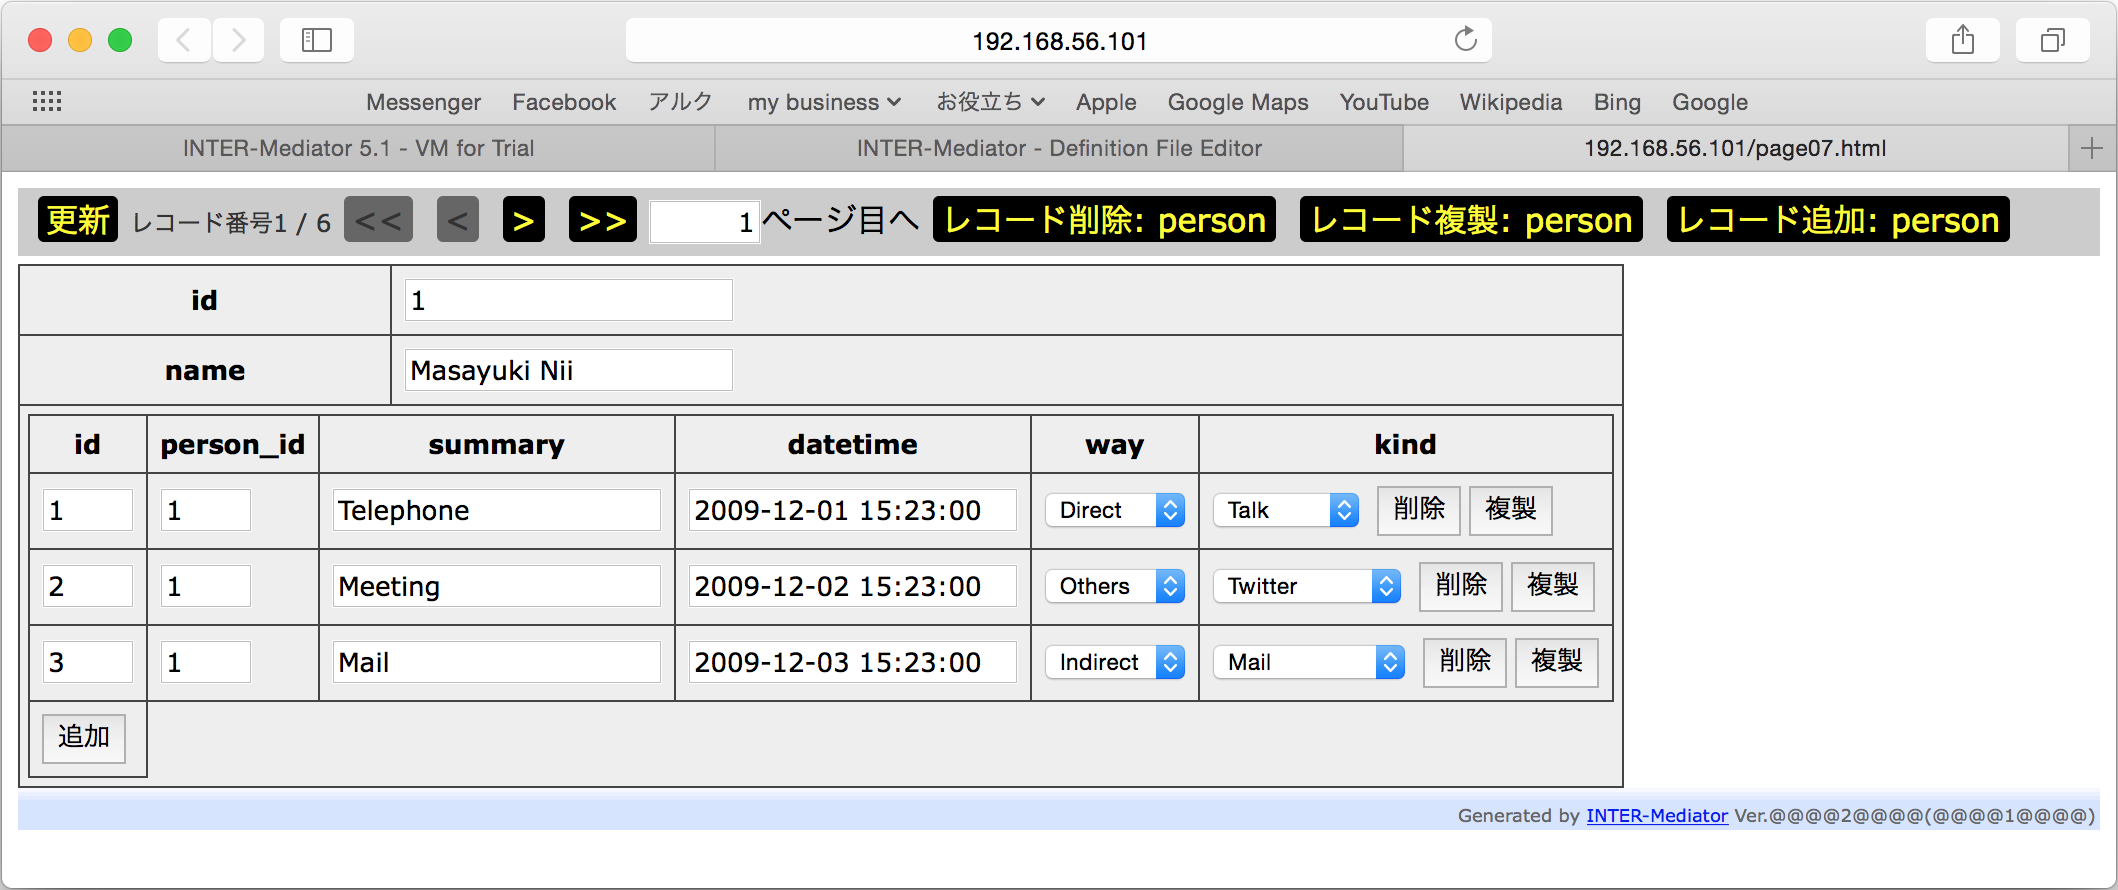 192.168.56.101
Messenger Facebook アルク my business お役立ち Apple Google Maps YouTube Wikipedia Bing Google
INTER-Mediator 5.1 - VM for Trial INTER-Mediator - Definition File Editor 192.168.56.101/page07.html
更新 レコード番号1 / 6 << < > >> 1 ページ目へ レコード削除: person レコード複製: person レコード追加: person
id 1
name Masayuki Nii
id person_id summary datetime way kind
1 1 Telephone 2009-12-01 15:23:00 Direct Talk 削除 複製
2 1 Meeting 2009-12-02 15:23:00 Others Twitter 削除 複製
3 1 Mail 2009-12-03 15:23:00 Indirect Mail 削除 複製
追加
Generated by INTER-Mediator Ver.@@@@2@@@@(@@@@1@@@@)